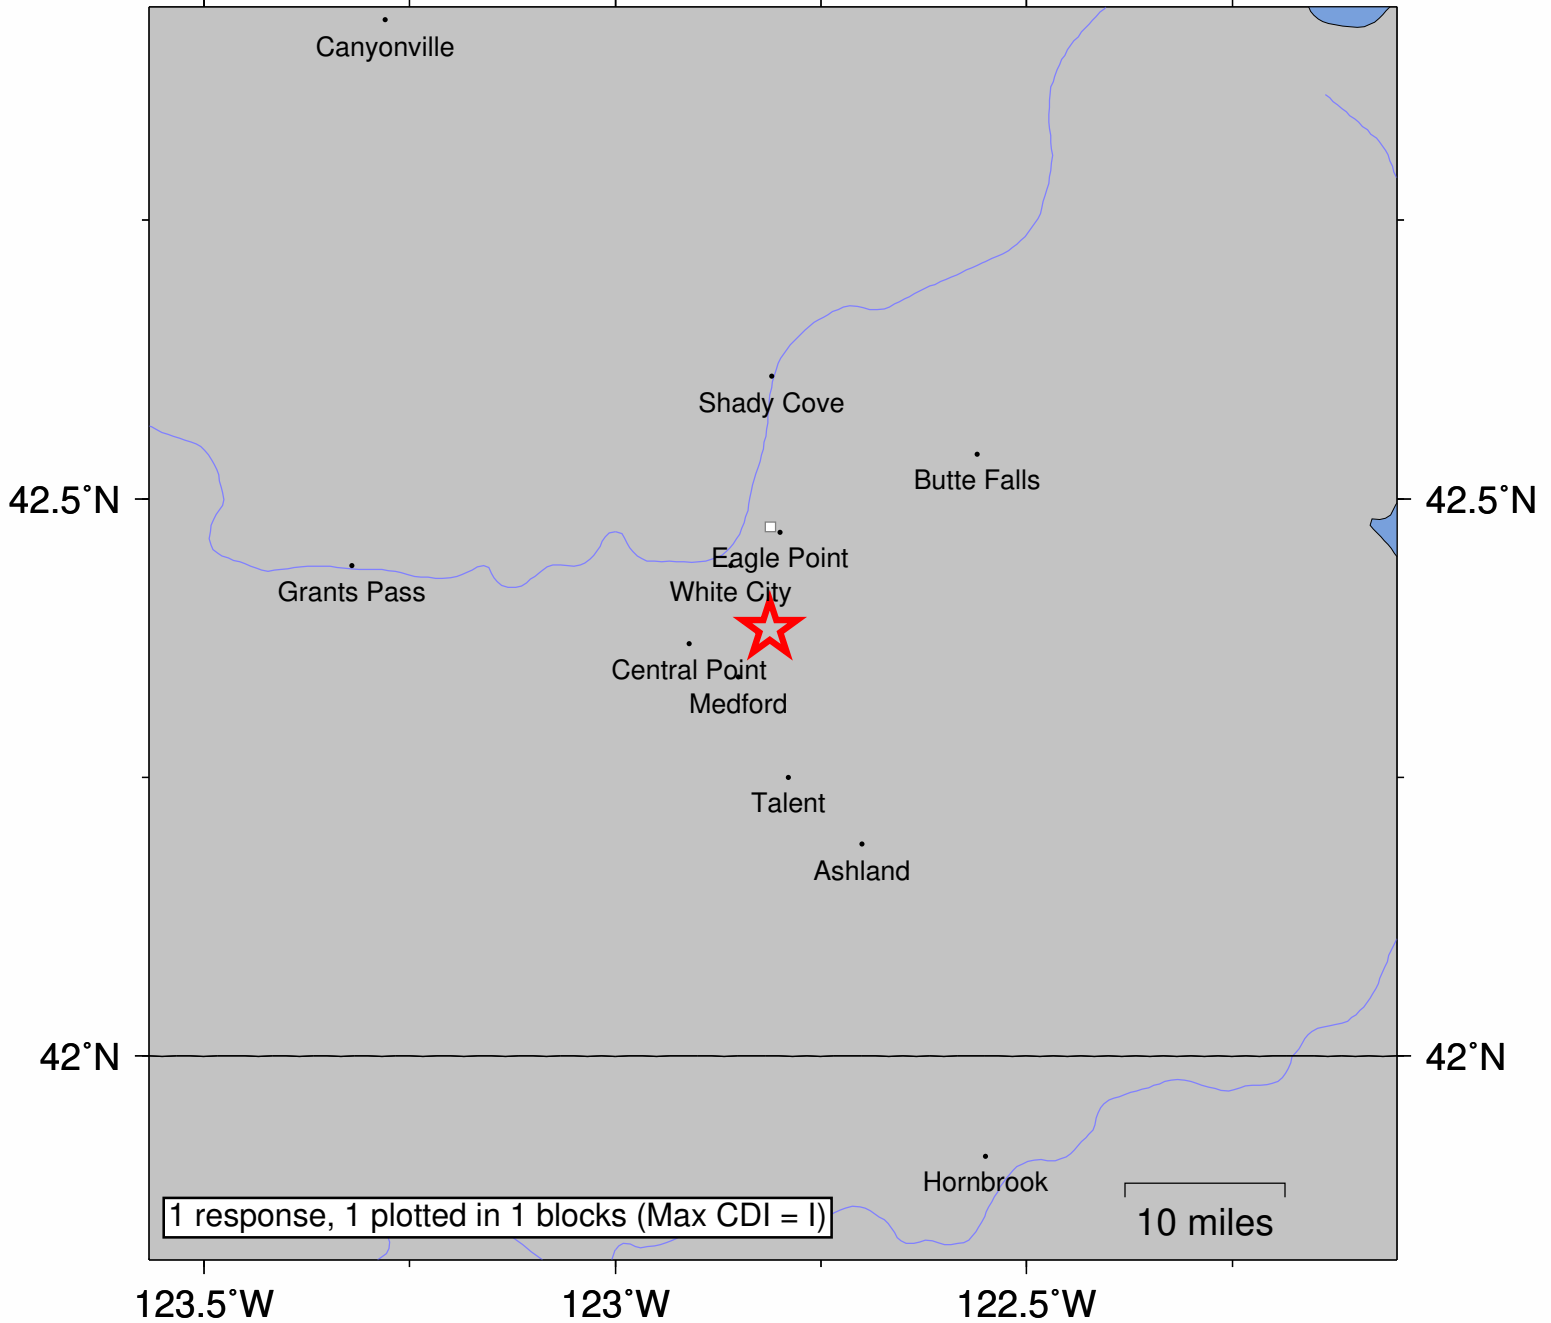 Canyonville
Shady Cove
Butte Falls
42.5°N
42.5°N
Eagle Point
Grants Pass
White City
Central Point
Medford
Talent
Ashland
42°N
42°N
Hornbrook
1 response, 1 plotted in 1 blocks (Max CDI = I)
10 miles
123.5°W
123°W
122.5°W